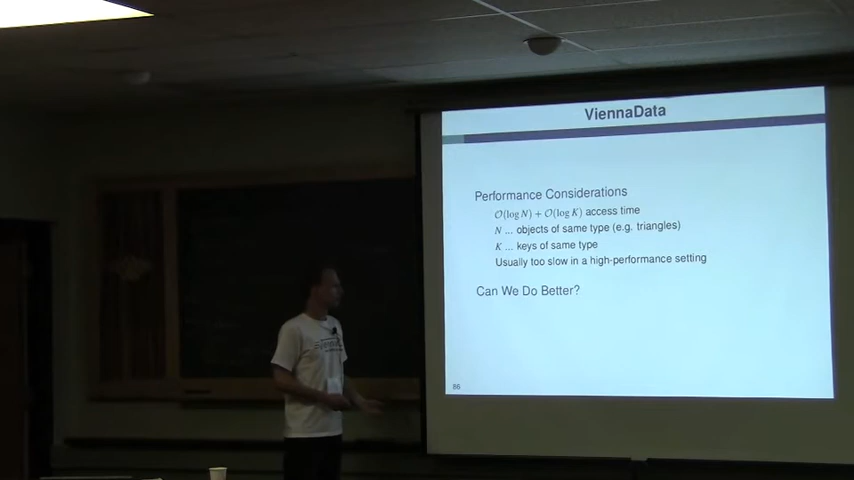 ViennaData
Performance Considerations
O(log N) + O(log K) access time
N ... objects of same type (e.g. triangles)
K ... keys of same type
Usually too slow in a high-performance setting
Can We Do Better?
86